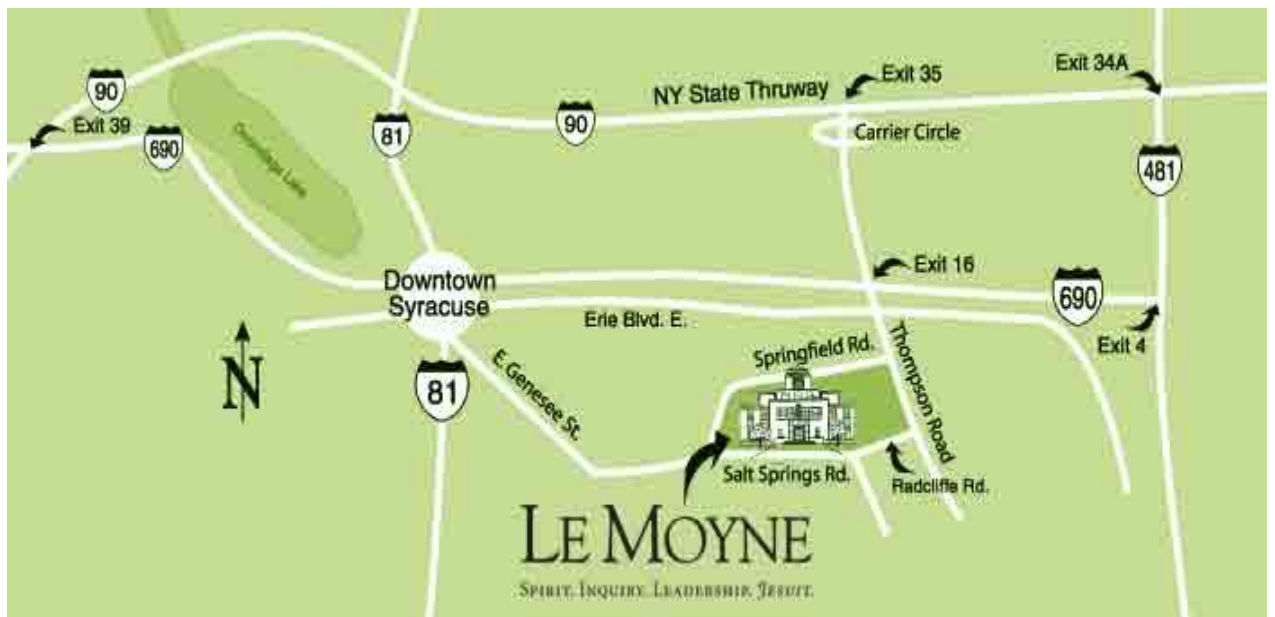 90
Exit 39
690
Onondaga Lake
81
90
NY State Thruway
Exit 35
Carrier Circle
Exit 34A
481
Downtown
Syracuse
Exit 16
690
Exit 4
Erie Blvd. E.
N
81
E. Genesee St.
Springfield Rd.
Thompson Road
Salt Springs Rd.
Radcliffe Rd.
LE MOYNE
SPIRIT. INQUIRY. LEADERSHIP. JESUIT.